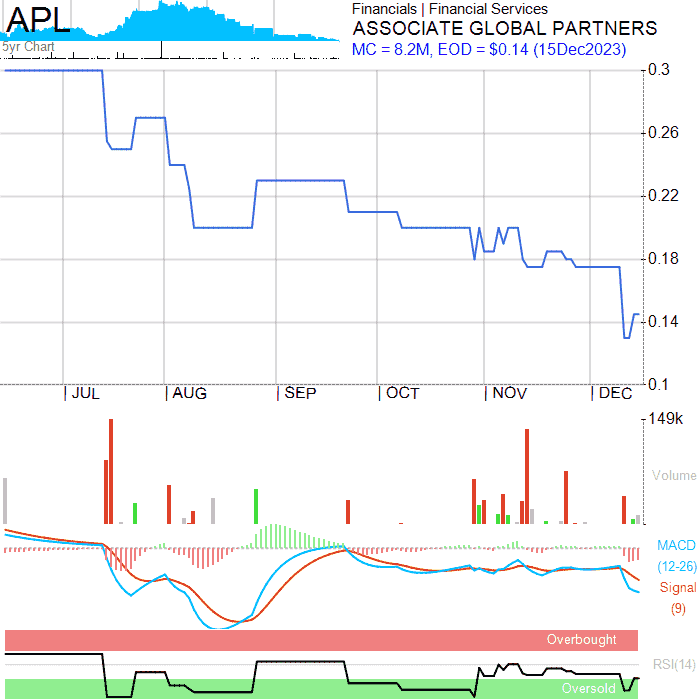 APL
5yr Chart
Financials | Financial Services
ASSOCIATE GLOBAL PARTNERS
MC = 8.2M, EOD = $0.14 (15Dec2023)
0.3
0.26
0.22
0.18
0.14
0.1
JUL AUG SEP OCT NOV DEC
149k
Volume
MACD
(12-26)
Signal
(9)
Overbought
RSI(14)
Oversold